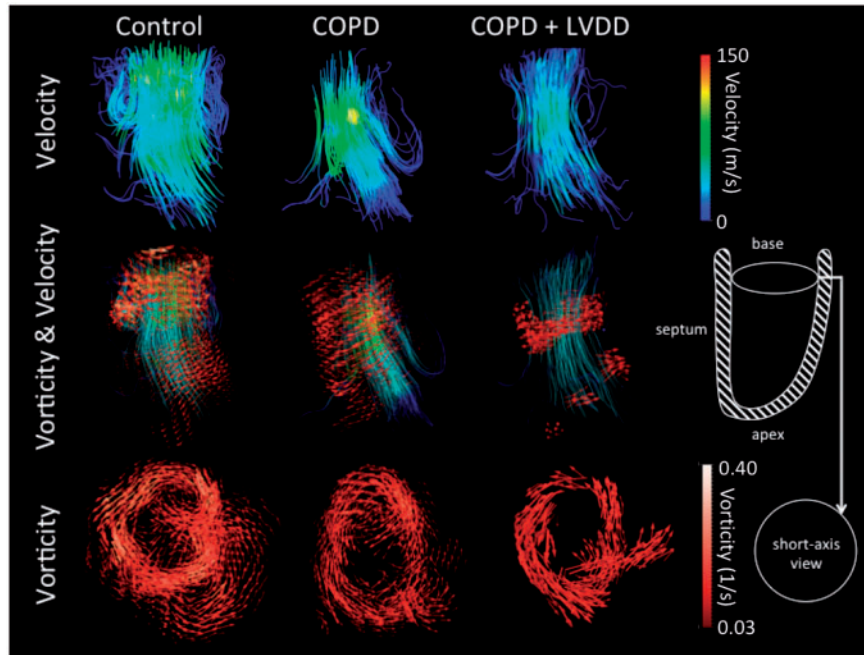 Control COPD COPD + LVDD
Velocity
150
Velocity (m/s)
0
Vorticity & Velocity
base
septum
apex
Vorticity
0.40
Vorticity (1/s)
0.03
short-axis
view